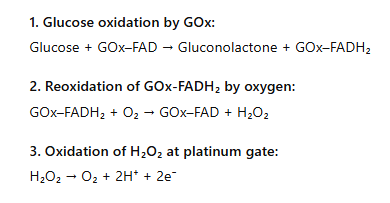 1. Glucose oxidation by GOx:
Glucose + GOx–FAD → Gluconolactone + GOx–FADH₂
2. Reoxidation of GOx-FADH₂ by oxygen:
GOx–FADH₂ + O₂ → GOx–FAD + H₂O₂
3. Oxidation of H₂O₂ at platinum gate:
H₂O₂ → O₂ + 2H⁺ + 2e⁻